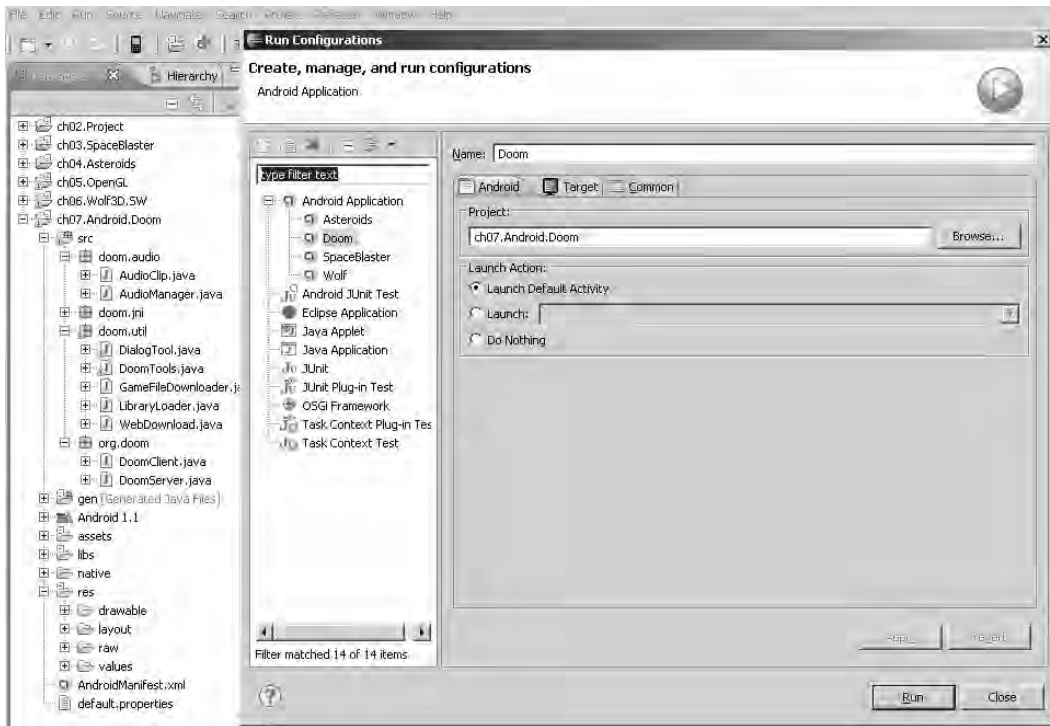 File Edit Run Source Navigate Search Project Refactor Window Help
Hierarchy
ch02.Project
ch03.SpaceBlaster
ch04.Asteroids
ch05.OpenGL
ch06.Wolf3D.SW
ch07.Android.Doom
src
doom.audio
AudioClip.java
AudioManager.java
doom.jni
doom.util
DialogTool.java
DoomTools.java
GameFileDownloader.ja
LibraryLoader.java
WebDownload.java
org.doom
DoomClient.java
DoomServer.java
gen [Generated Java Files]
Android 1.1
assets
libs
native
res
drawable
layout
raw
values
AndroidManifest.xml
default.properties
Run Configurations
Create, manage, and run configurations
Android Application
type filter text
Android Application
Asteroids
Doom
SpaceBlaster
Wolf
Android JUnit Test
Eclipse Application
Java Applet
Java Application
JUnit
JUnit Plug-in Test
OSGi Framework
Task Context Plug-in Tes
Task Context Test
Filter matched 14 of 14 items
Name: Doom
Android Target Common
Project:
ch07.Android.Doom Browse...
Launch Action:
Launch Default Activity
Launch:
Do Nothing
Apply Revert
Run Close